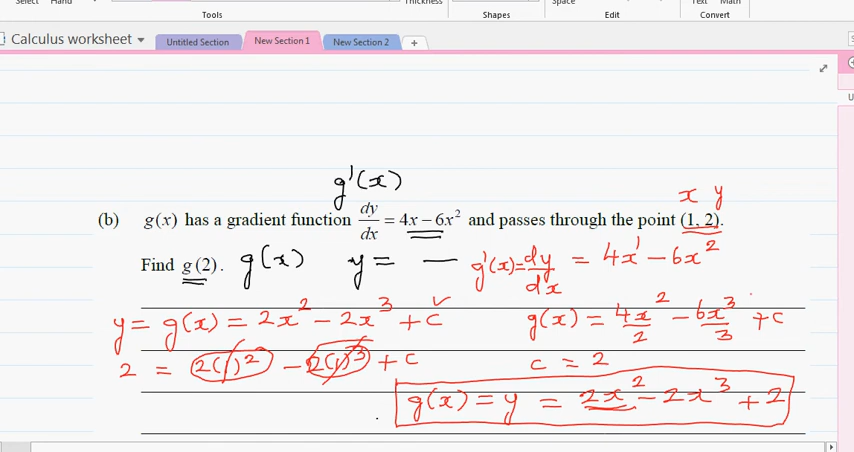 Select Hand Thickness Space Text Math
Tools Shapes Edit Convert
Calculus worksheet Untitled Section New Section 1 New Section 2 +
g'(x)
x y
(b) g(x) has a gradient function dy/dx = 4x − 6x² and passes through the point (1, 2).
Find g(2). g(x) y = — g'(x) = dy/dx = 4x¹ − 6x²
y = g(x) = 2x² − 2x³ + c g(x) = 4x²/2 − 6x³/3 + c
2 = 2(1)² − 2(1)³ + c c = 2
g(x) = y = 2x² − 2x³ + 2